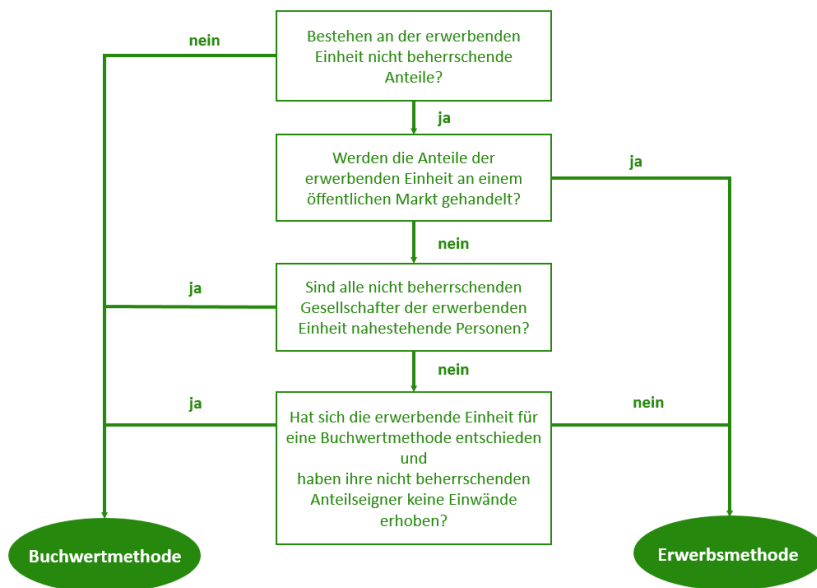 Bestehen an der erwerbenden
Einheit nicht beherrschende
Anteile?
nein
ja
Werden die Anteile der
erwerbenden Einheit an einem
öffentlichen Markt gehandelt?
ja
nein
Sind alle nicht beherrschenden
Gesellschafter der erwerbenden
Einheit nahestehende Personen?
ja
nein
Hat sich die erwerbende Einheit für
eine Buchwertmethode entschieden
und
haben ihre nicht beherrschenden
Anteilseigner keine Einwände
erhoben?
ja
nein
Buchwertmethode
Erwerbsmethode